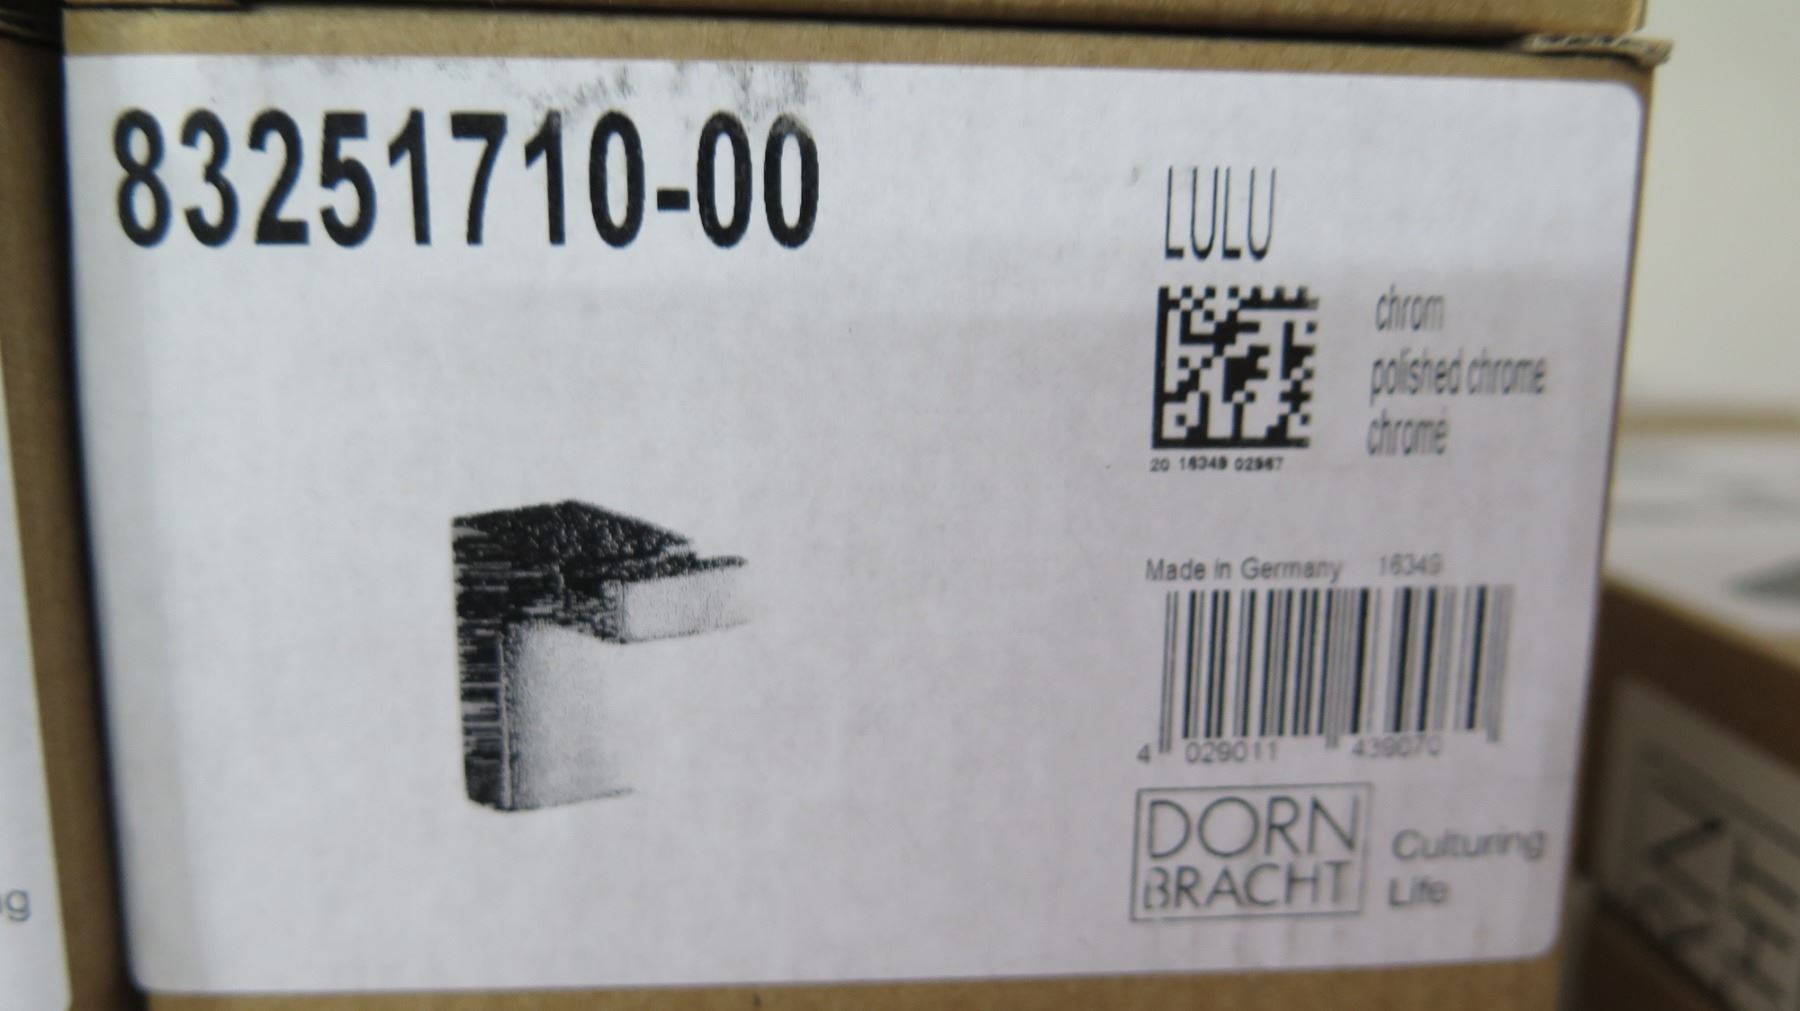 83251710-00
LULU
chrom
polished chrome
chromé
20 16349 02967
Made in Germany 16349
4 029011 439070
DORN
BRACHT
Culturing
Life